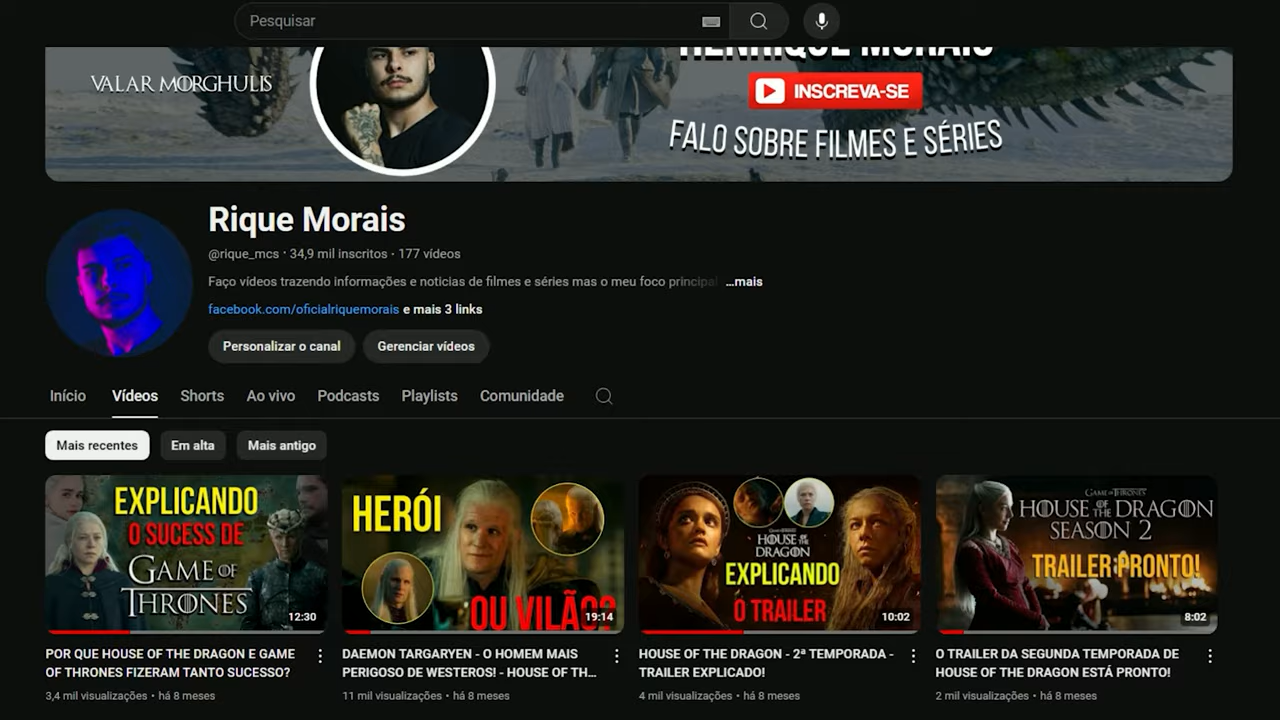 Pesquisar
HENRIQUE MORAIS
VALAR MORGHULIS
INSCREVA-SE
FALO SOBRE FILMES E SÉRIES
Rique Morais
@rique_mcs · 34,9 mil inscritos · 177 vídeos
Faço vídeos trazendo informações e noticias de filmes e séries mas o meu foco principal ...mais
facebook.com/oficialriquemorais e mais 3 links
Personalizar o canal Gerenciar vídeos
Início Vídeos Shorts Ao vivo Podcasts Playlists Comunidade
Mais recentes Em alta Mais antigo
EXPLICANDO
O SUCESS DE
GAME OF
THRONES
12:30
HERÓI
OU VILÃO?
19:14
HOUSE OF THE
DRAGON
EXPLICANDO
O TRAILER
10:02
GAME OF THRONES
HOUSE OF THE DRAGON
SEASON 2
TRAILER PRONTO!
8:02
POR QUE HOUSE OF THE DRAGON E GAME
OF THRONES FIZERAM TANTO SUCESSO?
3,4 mil visualizações · há 8 meses
DAEMON TARGARYEN - O HOMEM MAIS
PERIGOSO DE WESTEROS! - HOUSE OF TH...
11 mil visualizações · há 8 meses
HOUSE OF THE DRAGON - 2ª TEMPORADA -
TRAILER EXPLICADO!
4 mil visualizações · há 8 meses
O TRAILER DA SEGUNDA TEMPORADA DE
HOUSE OF THE DRAGON ESTÁ PRONTO!
2 mil visualizações · há 8 meses